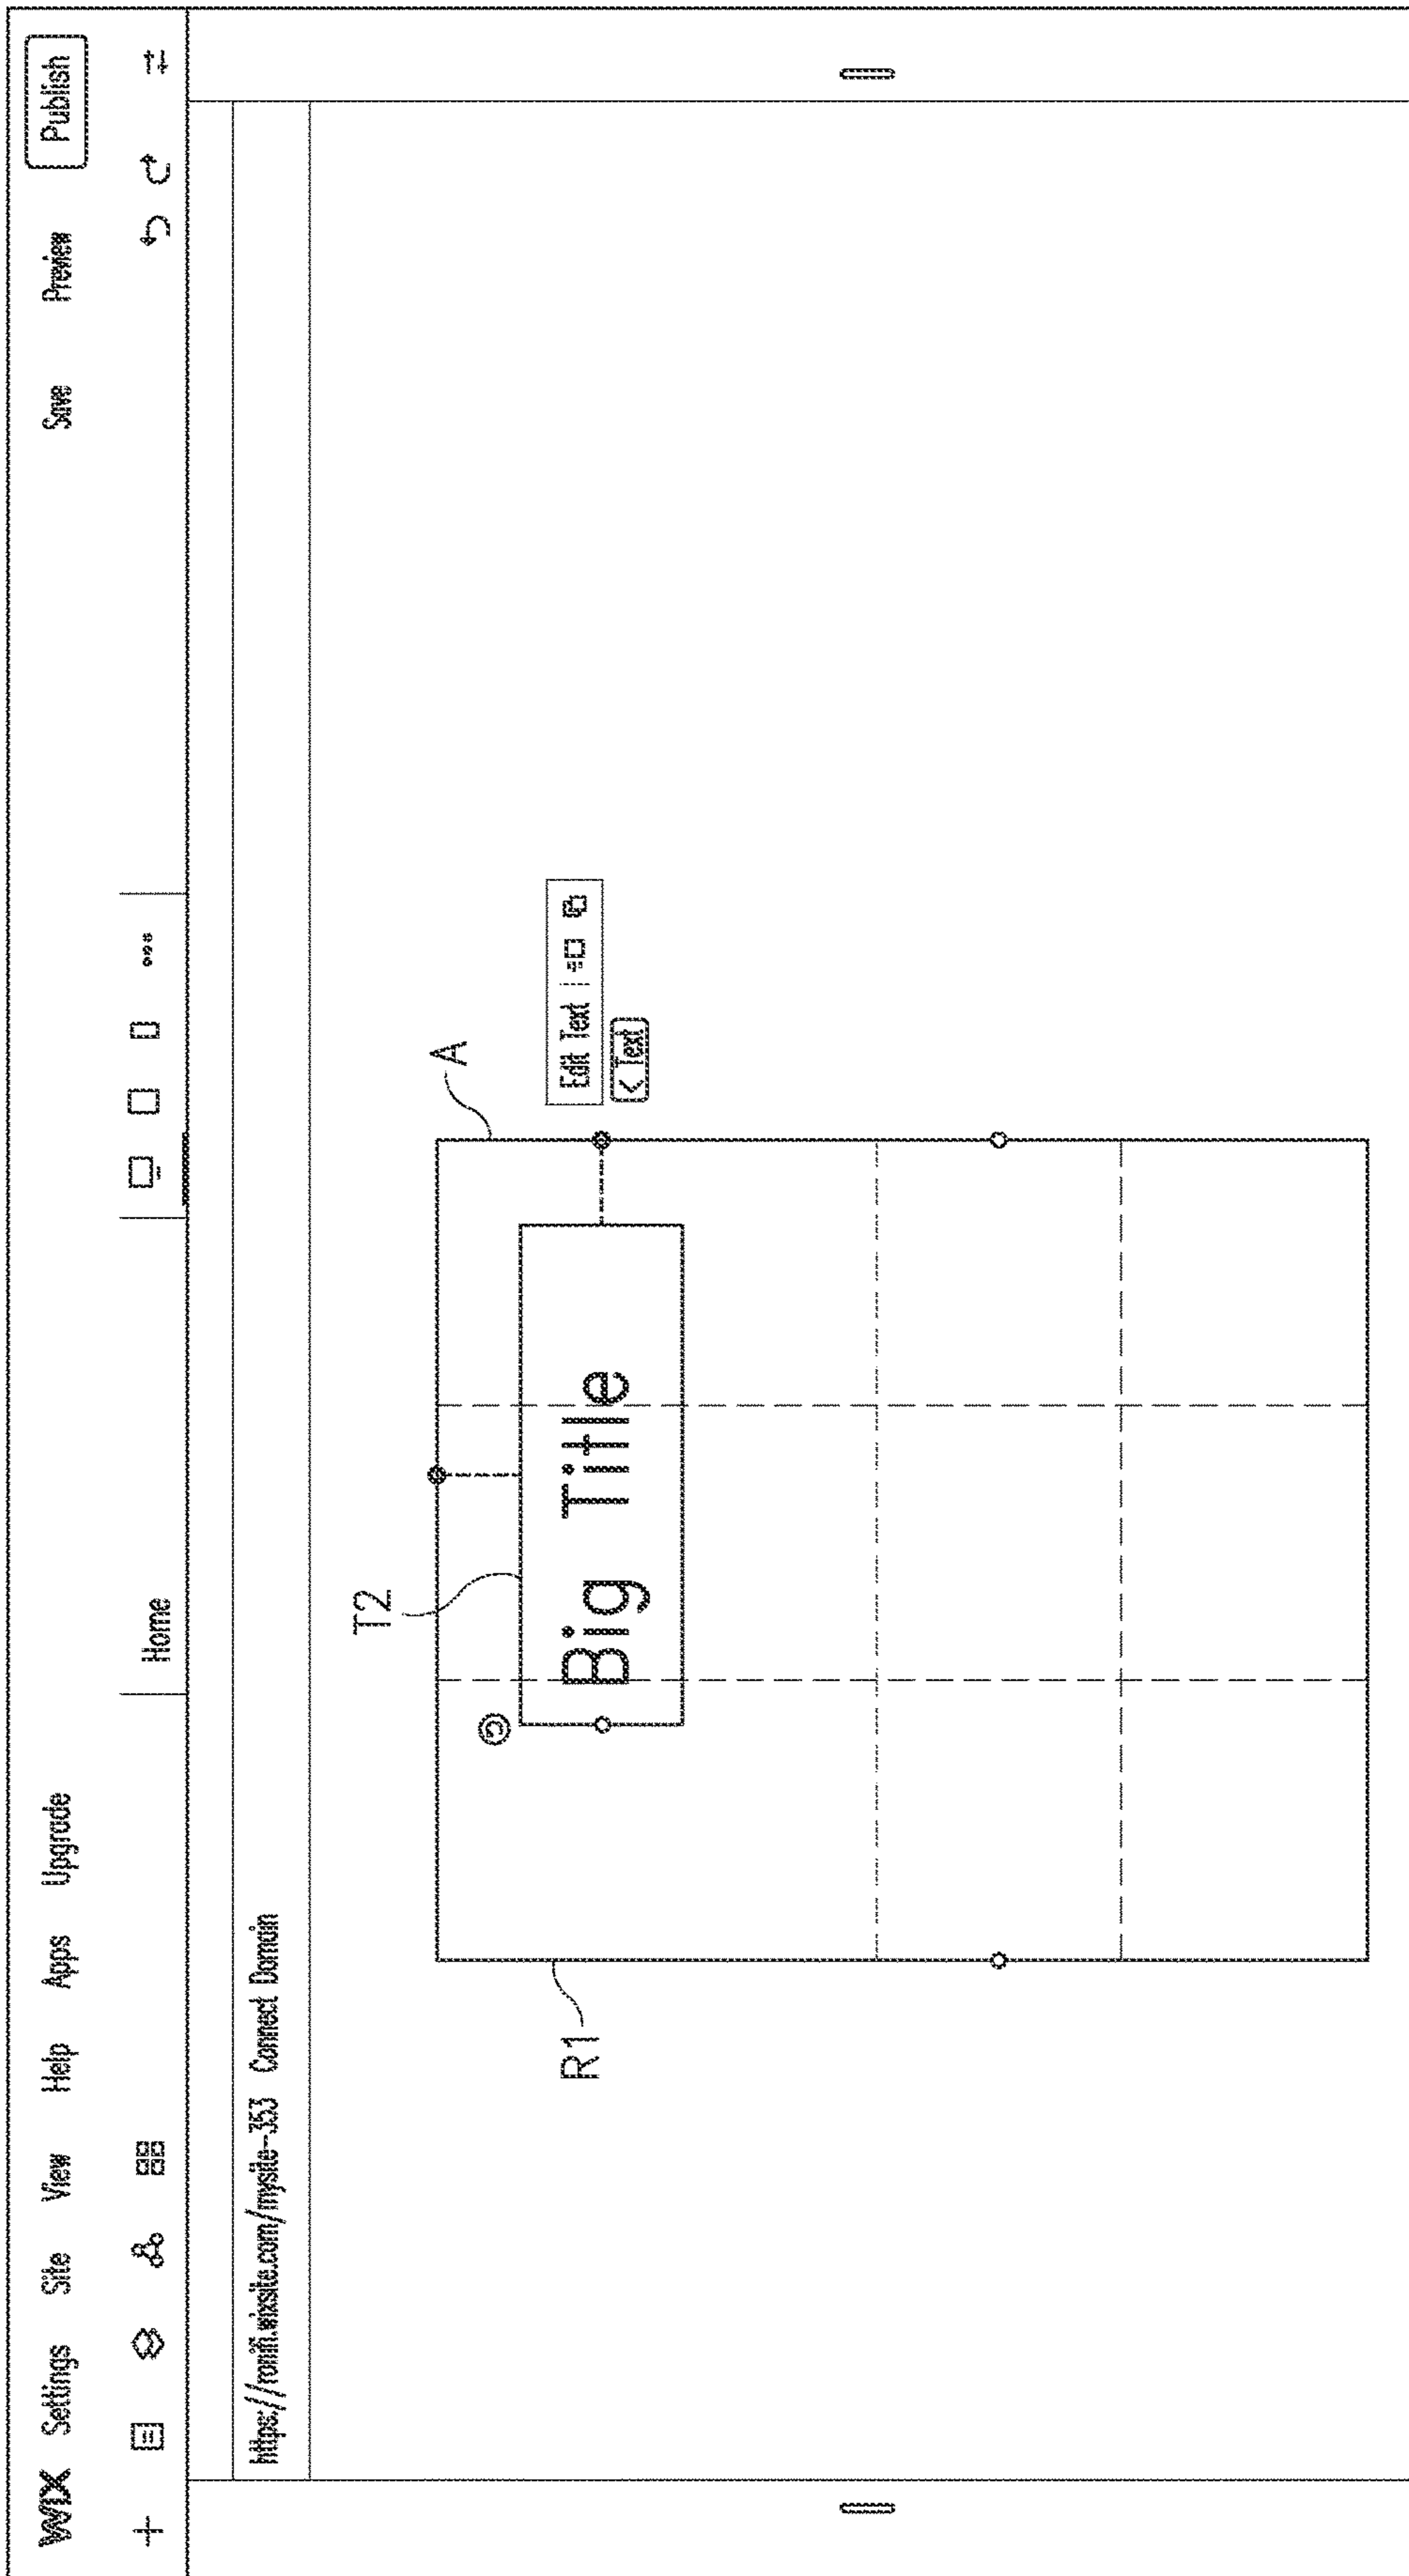 WIX Settings Site View Help Apps Upgrade Save Preview Publish
Home
https://ronifi.wixsite.com/mysite-353 Connect Domain
T2
A
R1
Big Title
Edit Text
< Text